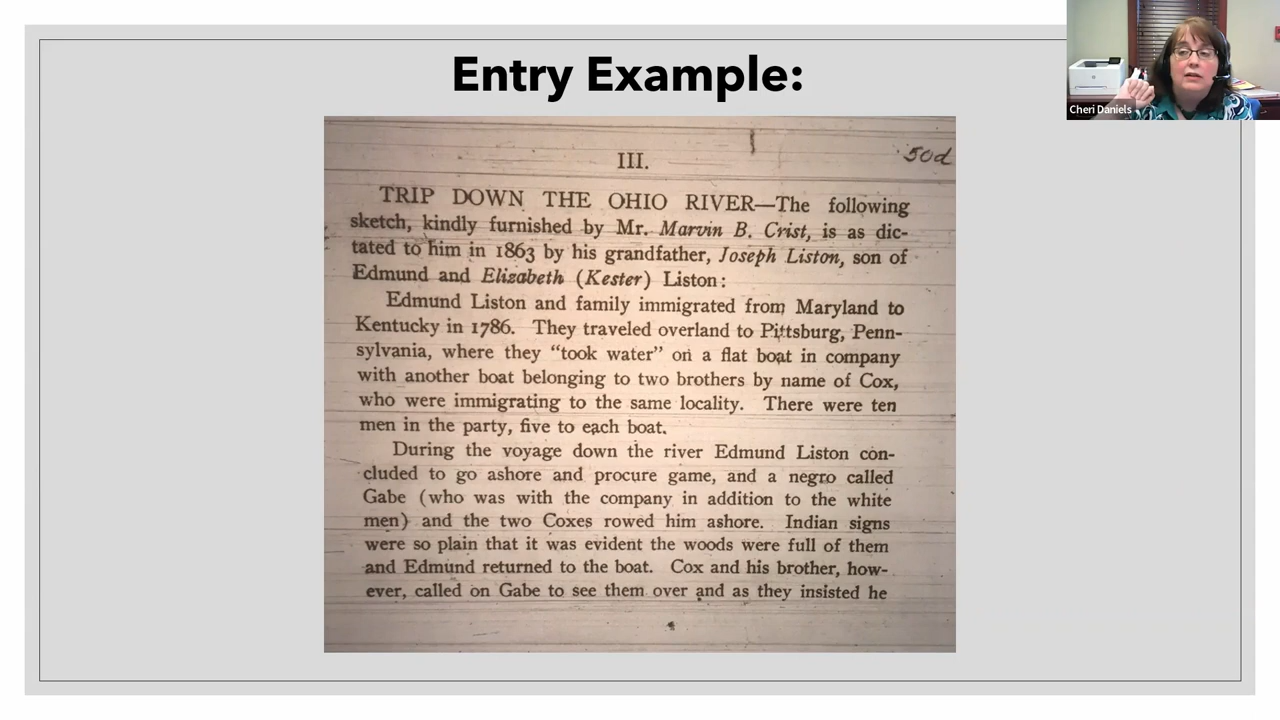 Entry Example:
Cheri Daniels
III.
50d
TRIP DOWN THE OHIO RIVER—The following
sketch, kindly furnished by Mr. Marvin B. Crist, is as dic-
tated to him in 1863 by his grandfather, Joseph Liston, son of
Edmund and Elizabeth (Kester) Liston:
Edmund Liston and family immigrated from Maryland to
Kentucky in 1786. They traveled overland to Pittsburg, Penn-
sylvania, where they “took water” on a flat boat in company
with another boat belonging to two brothers by name of Cox,
who were immigrating to the same locality. There were ten
men in the party, five to each boat.
During the voyage down the river Edmund Liston con-
cluded to go ashore and procure game, and a negro called
Gabe (who was with the company in addition to the white
men) and the two Coxes rowed him ashore. Indian signs
were so plain that it was evident the woods were full of them
and Edmund returned to the boat. Cox and his brother, how-
ever, called on Gabe to see them over and as they insisted he